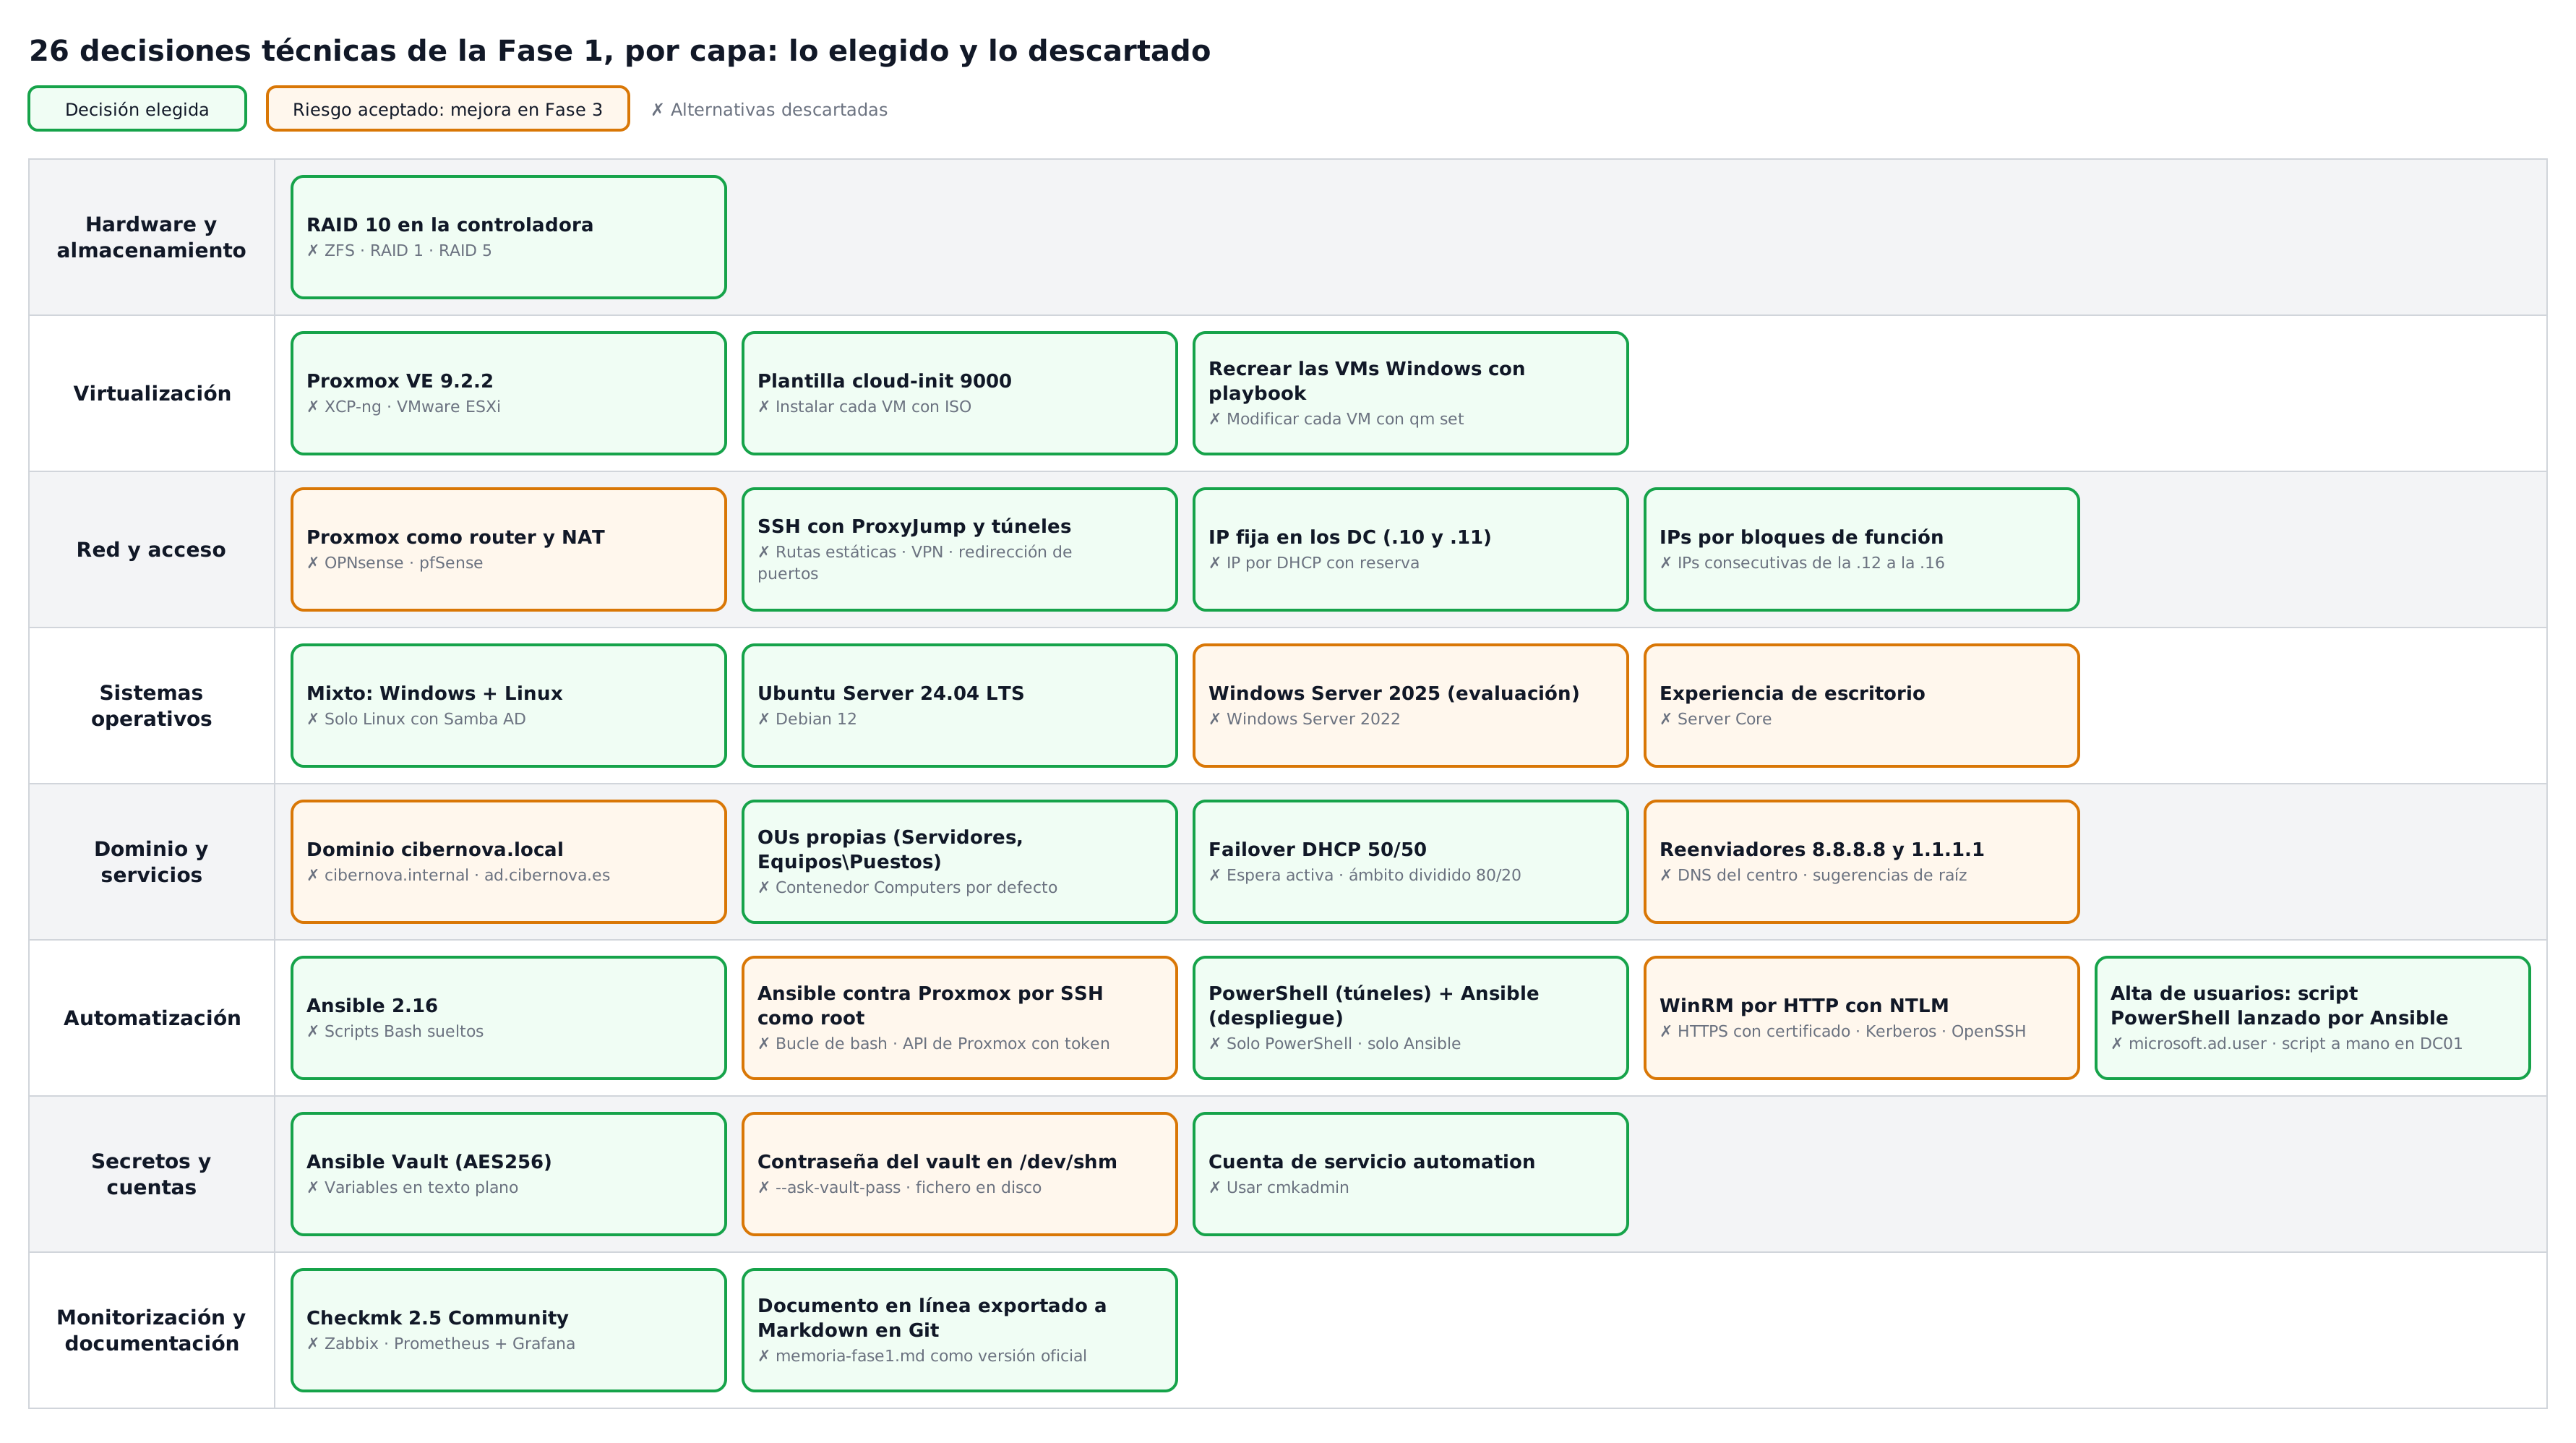 26 decisiones técnicas de la Fase 1, por capa: lo elegido y lo descartado
Decisión elegida
Riesgo aceptado: mejora en Fase 3
✗ Alternativas descartadas
Hardware y
almacenamiento
RAID 10 en la controladora
✗ ZFS · RAID 1 · RAID 5
Virtualización
Proxmox VE 9.2.2
✗ XCP-ng · VMware ESXi
Plantilla cloud-init 9000
✗ Instalar cada VM con ISO
Recrear las VMs Windows con
playbook
✗ Modificar cada VM con qm set
Red y acceso
Proxmox como router y NAT
✗ OPNsense · pfSense
SSH con ProxyJump y túneles
✗ Rutas estáticas · VPN · redirección de
puertos
IP fija en los DC (.10 y .11)
✗ IP por DHCP con reserva
IPs por bloques de función
✗ IPs consecutivas de la .12 a la .16
Sistemas
operativos
Mixto: Windows + Linux
✗ Solo Linux con Samba AD
Ubuntu Server 24.04 LTS
✗ Debian 12
Windows Server 2025 (evaluación)
✗ Windows Server 2022
Experiencia de escritorio
✗ Server Core
Dominio y
servicios
Dominio cibernova.local
✗ cibernova.internal · ad.cibernova.es
OUs propias (Servidores,
Equipos\Puestos)
✗ Contenedor Computers por defecto
Failover DHCP 50/50
✗ Espera activa · ámbito dividido 80/20
Reenviadores 8.8.8.8 y 1.1.1.1
✗ DNS del centro · sugerencias de raíz
Automatización
Ansible 2.16
✗ Scripts Bash sueltos
Ansible contra Proxmox por SSH
como root
✗ Bucle de bash · API de Proxmox con token
PowerShell (túneles) + Ansible
(despliegue)
✗ Solo PowerShell · solo Ansible
WinRM por HTTP con NTLM
✗ HTTPS con certificado · Kerberos · OpenSSH
Alta de usuarios: script
PowerShell lanzado por Ansible
✗ microsoft.ad.user · script a mano en DC01
Secretos y
cuentas
Ansible Vault (AES256)
✗ Variables en texto plano
Contraseña del vault en /dev/shm
✗ --ask-vault-pass · fichero en disco
Cuenta de servicio automation
✗ Usar cmkadmin
Monitorización y
documentación
Checkmk 2.5 Community
✗ Zabbix · Prometheus + Grafana
Documento en línea exportado a
Markdown en Git
✗ memoria-fase1.md como versión oficial